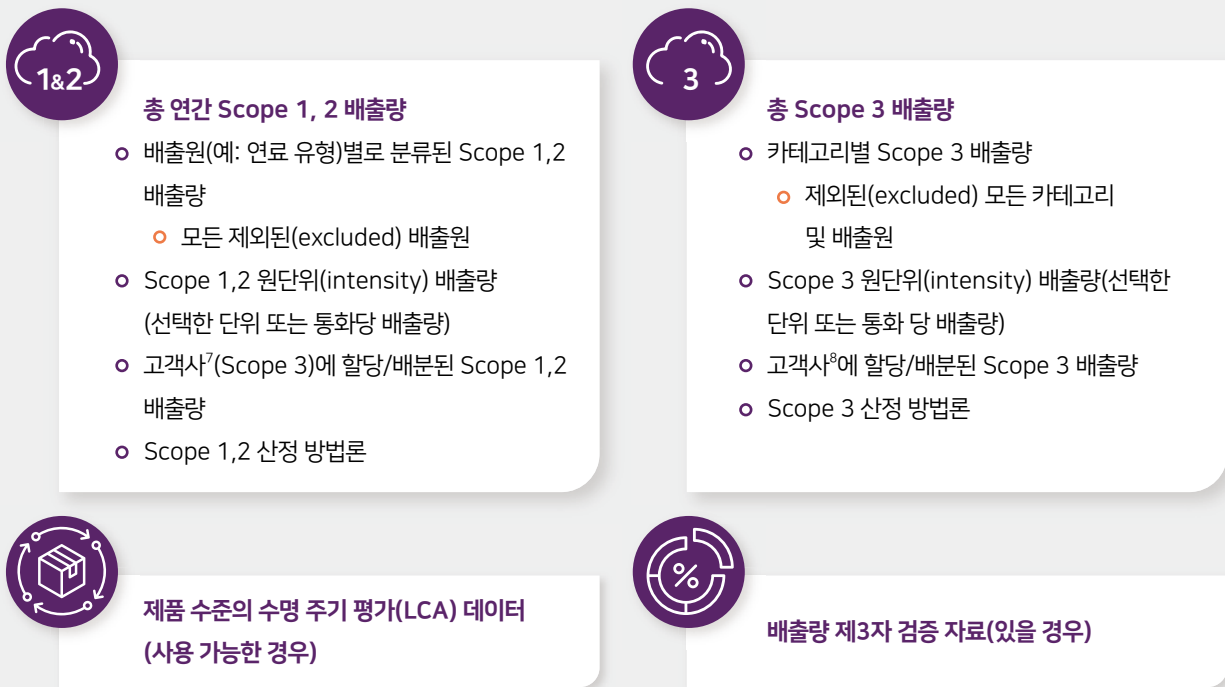 1&2
총 연간 Scope 1, 2 배출량
배출원(예: 연료 유형)별로 분류된 Scope 1,2
배출량
모든 제외된(excluded) 배출원
Scope 1,2 원단위(intensity) 배출량
(선택한 단위 또는 통화당 배출량)
고객사7(Scope 3)에 할당/배분된 Scope 1,2
배출량
Scope 1,2 산정 방법론
3
총 Scope 3 배출량
카테고리별 Scope 3 배출량
제외된(excluded) 모든 카테고리
및 배출원
Scope 3 원단위(intensity) 배출량(선택한
단위 또는 통화 당 배출량)
고객사8에 할당/배분된 Scope 3 배출량
Scope 3 산정 방법론
제품 수준의 수명 주기 평가(LCA) 데이터
(사용 가능한 경우)
%
배출량 제3자 검증 자료(있을 경우)